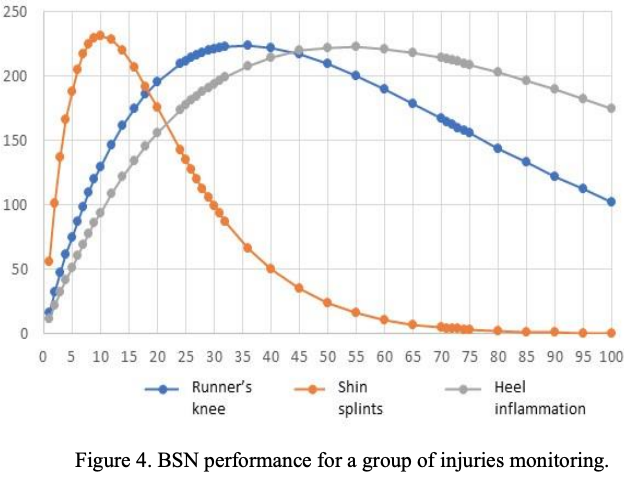 250
200
150
100
50
0
0 5 10 15 20 25 30 35 40 45 50 55 60 65 70 75 80 85 90 95 100
Runner's Shin Heel
knee splints inflammation
Figure 4. BSN performance for a group of injuries monitoring.